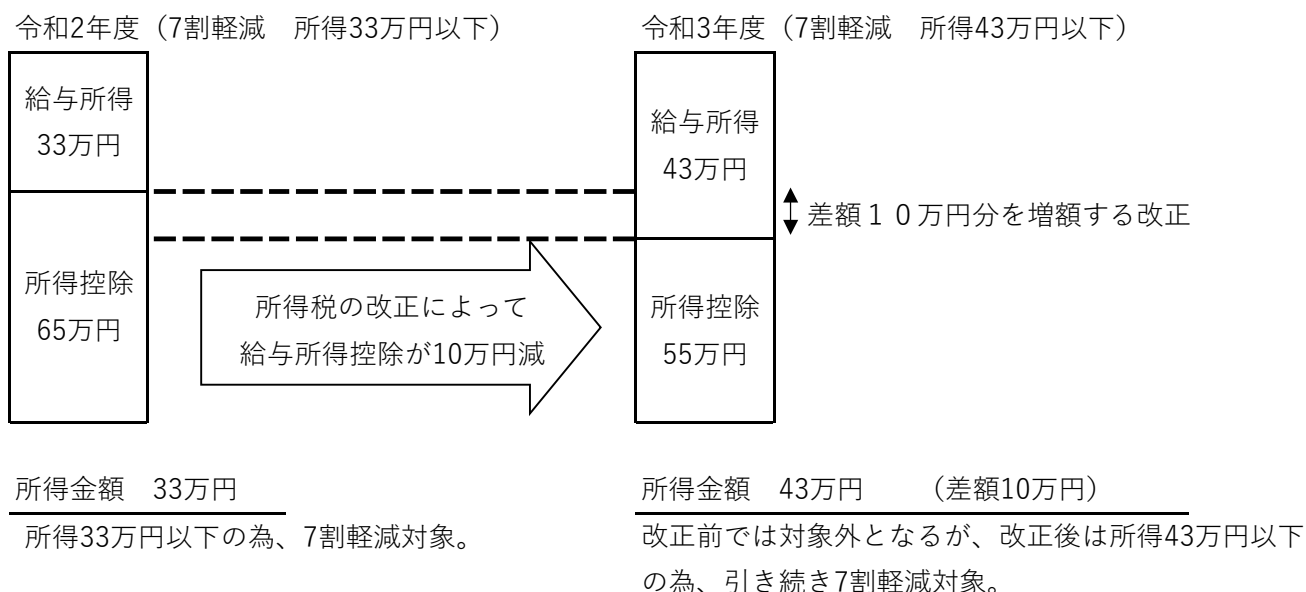 令和2年度（7割軽減　所得33万円以下）
給与所得
33万円
所得控除
65万円
所得税の改正によって
給与所得控除が10万円減
令和3年度（7割軽減　所得43万円以下）
給与所得
43万円
差額１０万円分を増額する改正
所得控除
55万円
所得金額　33万円
所得33万円以下の為、7割軽減対象。
所得金額　43万円　　（差額10万円）
改正前では対象外となるが、改正後は所得43万円以下
の為、引き続き7割軽減対象。